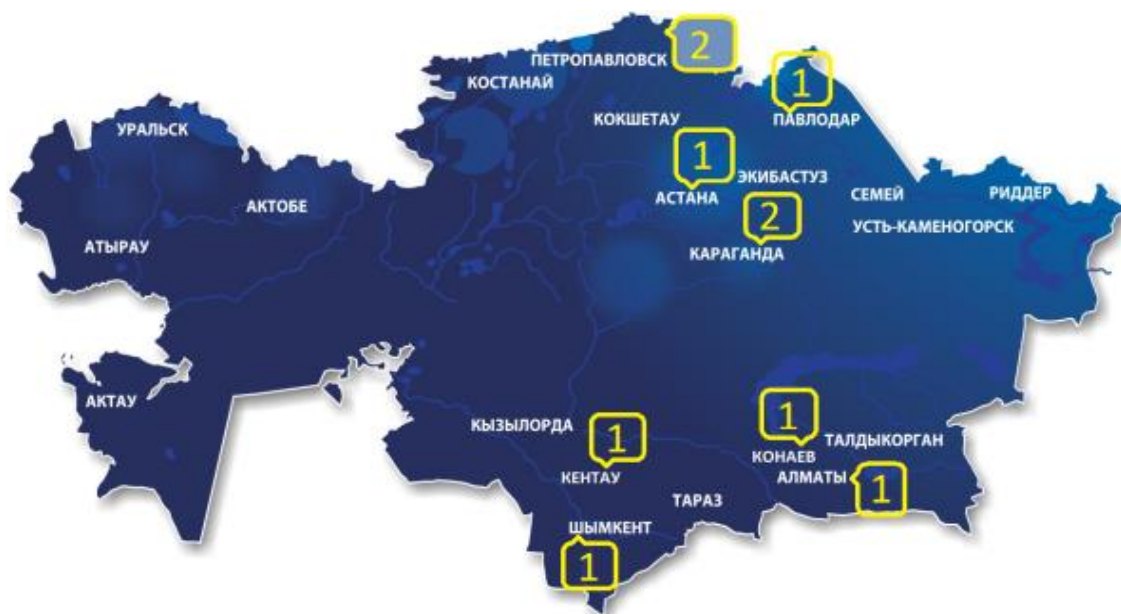 2
ПЕТРОПАВЛОВСК
КОСТАНАЙ
1
ПАВЛОДАР
КОКШЕТАУ
УРАЛЬСК
1
ЭКИБАСТУЗ
АСТАНА
СЕМЕЙ
РИДДЕР
АКТОБЕ
2
УСТЬ-КАМЕНОГОРСК
АТЫРАУ
КАРАГАНДА
АКТАУ
1
КЫЗЫЛОРДА
1
ТАЛДЫКОРГАН
КОНАЕВ
КЕНТАУ
АЛМАТЫ
1
ТАРАЗ
ШЫМКЕНТ
1